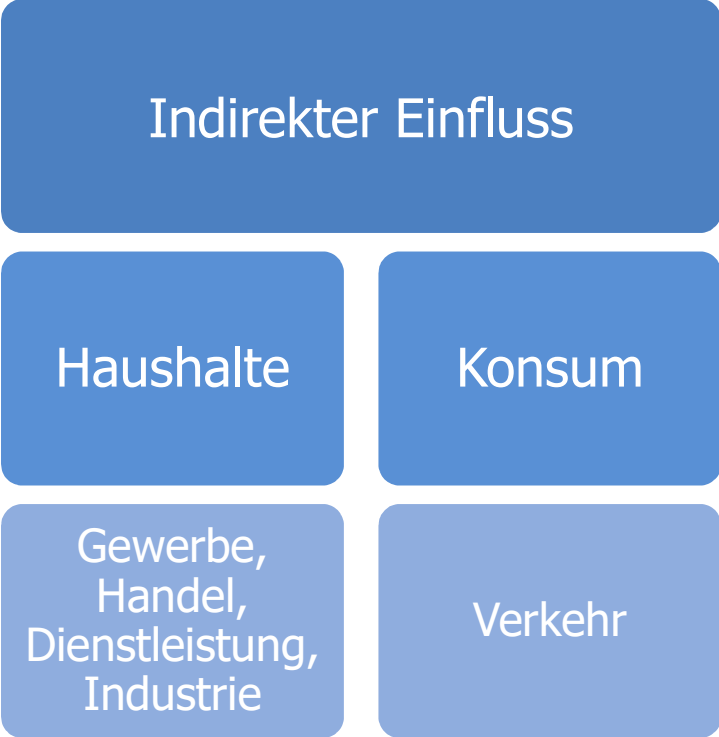 Indirekter Einfluss
Haushalte
Konsum
Gewerbe,
Handel,
Dienstleistung,
Industrie
Verkehr